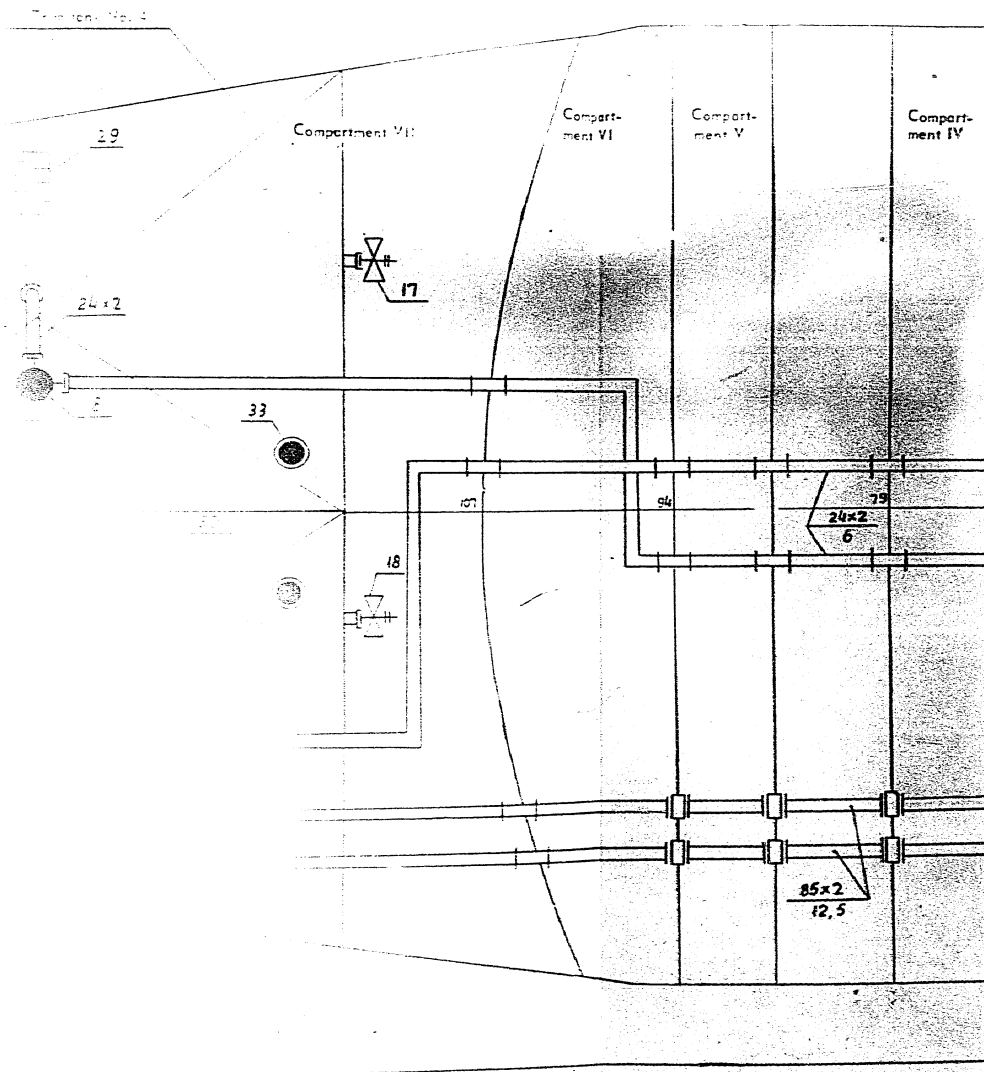 29
Compartment VII
Compart-
ment VI
Compart-
ment V
Compart-
ment IV
17
24×2
33
107
94
79
24×2
6
18
85×2
12,5